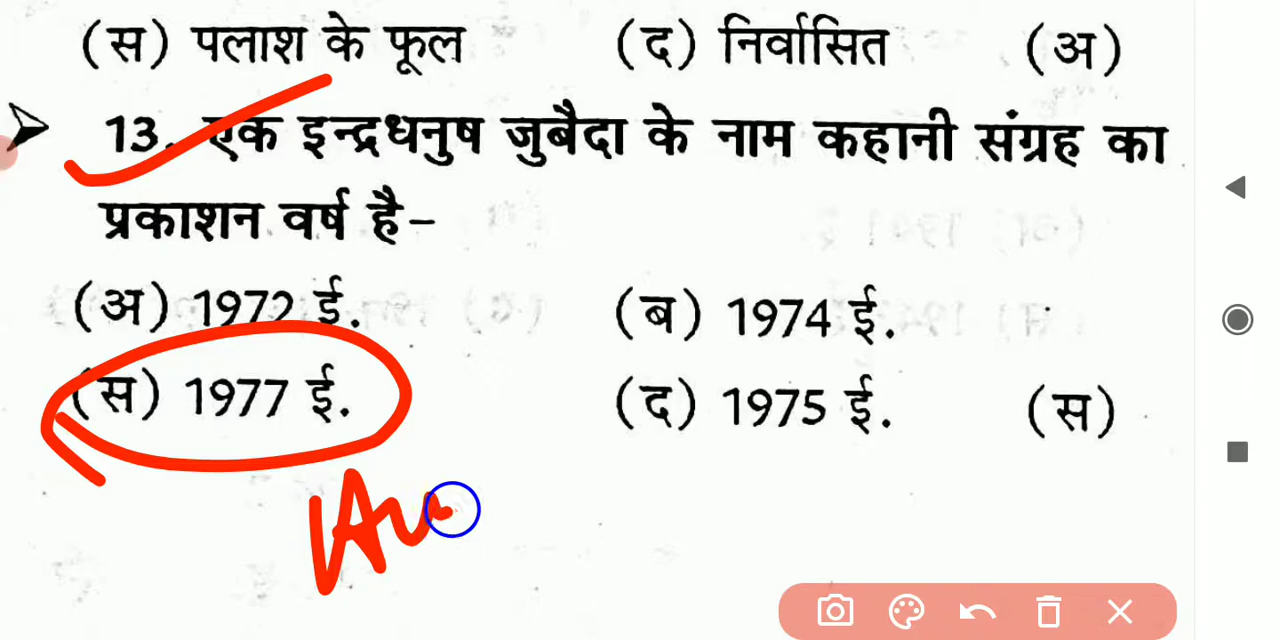 (स) पलाश के फूल (द) निर्वासित (अ)
13. एक इन्द्रधनुष जुबैदा के नाम कहानी संग्रह का
प्रकाशन वर्ष है–
(अ) 1972 ई. (ब) 1974 ई.
(स) 1977 ई. (द) 1975 ई. (स)